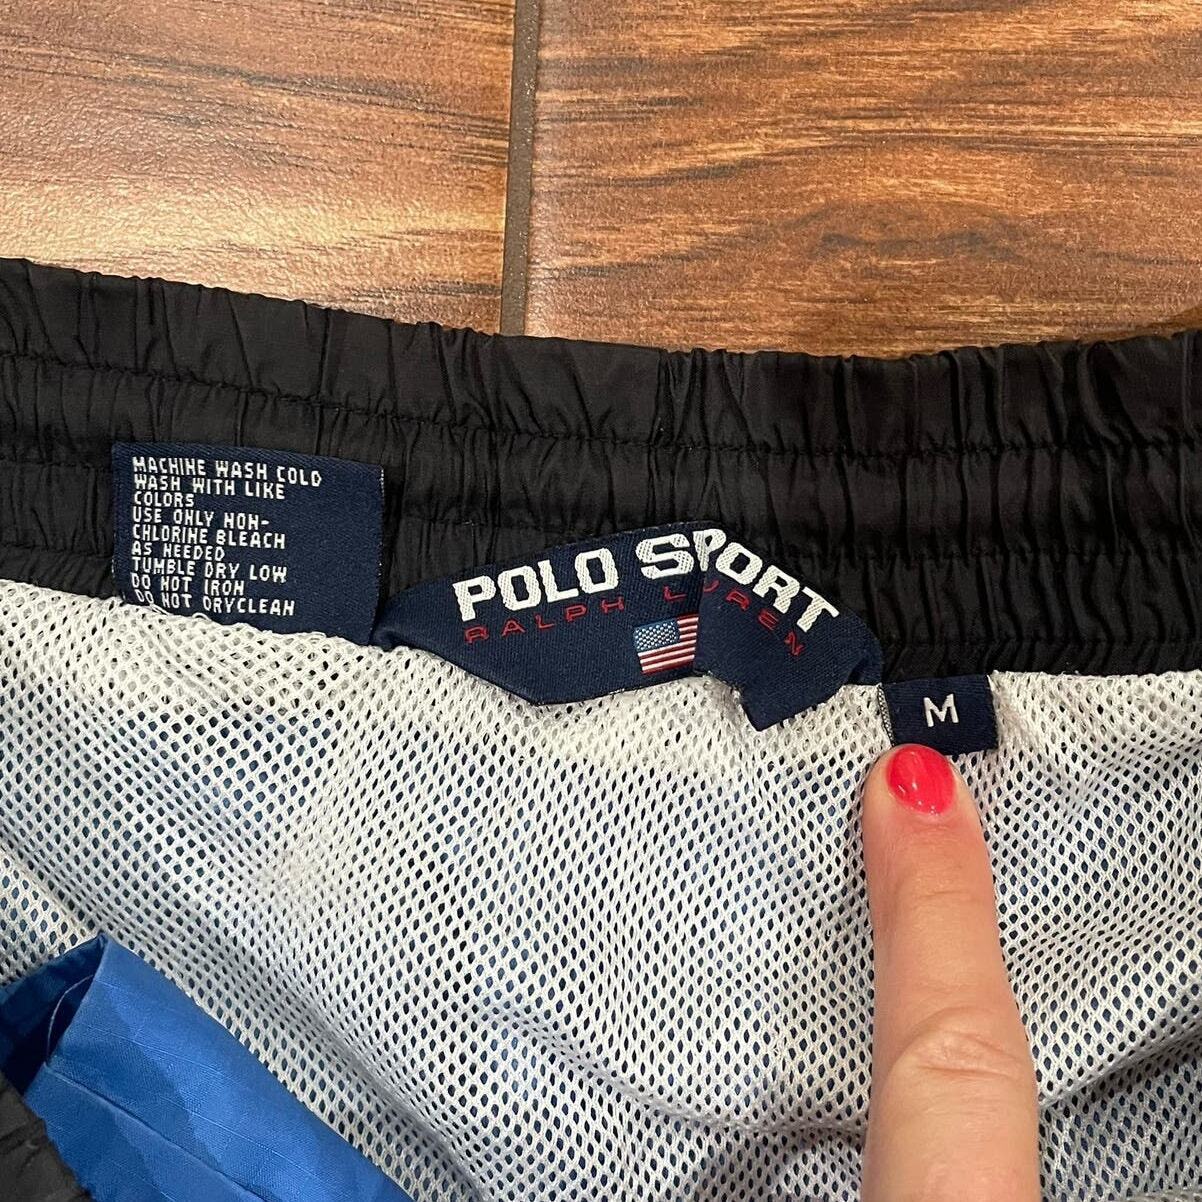 MACHINE WASH COLD
WASH WITH LIKE
COLORS
USE ONLY NON-
CHLORINE BLEACH
AS NEEDED
TUMBLE DRY LOW
DO NOT IRON
DO NOT DRYCLEAN
POLO SPORT
RALPH LAUREN
M